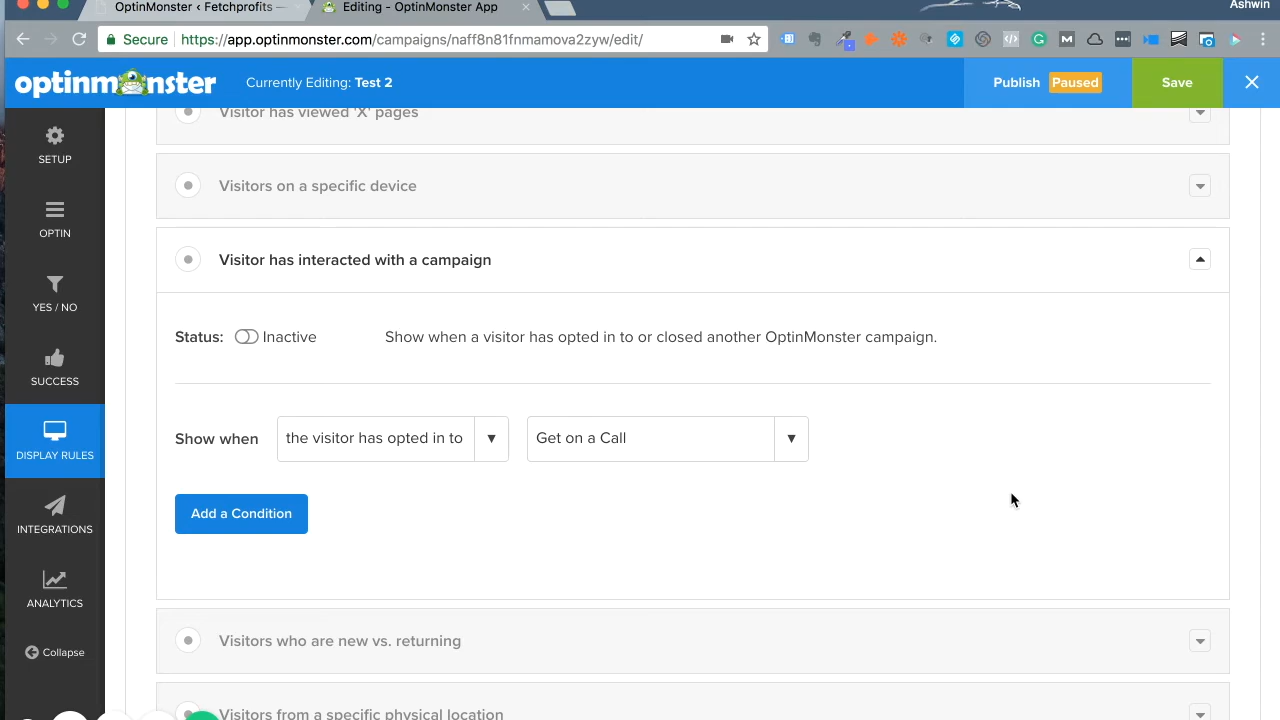 OptinMonster ‹ Fetchprofits —
Editing - OptinMonster App
Ashwin
Secure https://app.optinmonster.com/campaigns/naff8n81fnmamova2zyw/edit/
optinmonster
Currently Editing: Test 2
Publish Paused
Save
SETUP
OPTIN
YES / NO
SUCCESS
DISPLAY RULES
INTEGRATIONS
ANALYTICS
Collapse
Visitor has viewed 'X' pages
Visitors on a specific device
Visitor has interacted with a campaign
Status: Inactive Show when a visitor has opted in to or closed another OptinMonster campaign.
Show when the visitor has opted in to Get on a Call
Add a Condition
Visitors who are new vs. returning
Visitors from a specific physical location